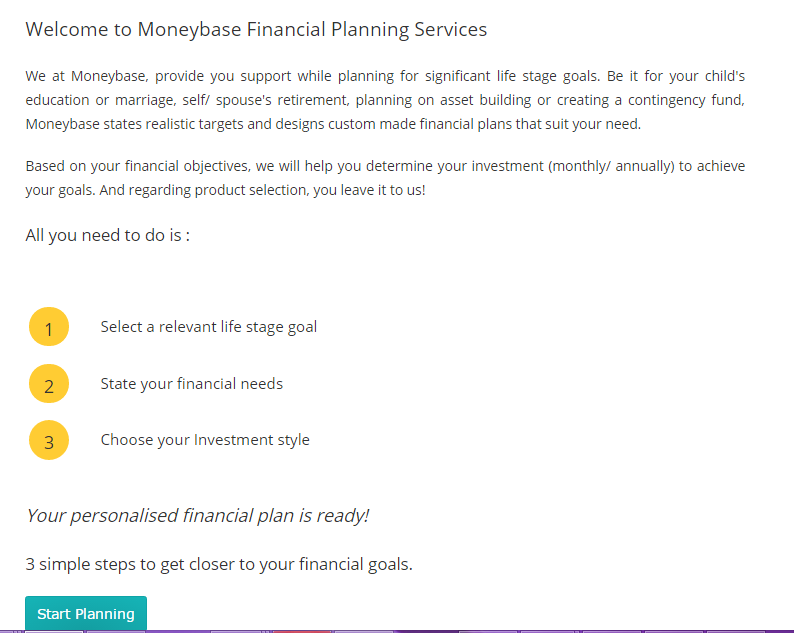 Welcome to Moneybase Financial Planning Services
We at Moneybase, provide you support while planning for significant life stage goals. Be it for your child's
education or marriage, self/ spouse's retirement, planning on asset building or creating a contingency fund,
Moneybase states realistic targets and designs custom made financial plans that suit your need.
Based on your financial objectives, we will help you determine your investment (monthly/ annually) to achieve
your goals. And regarding product selection, you leave it to us!
All you need to do is :
1 Select a relevant life stage goal
2 State your financial needs
3 Choose your Investment style
Your personalised financial plan is ready!
3 simple steps to get closer to your financial goals.
Start Planning